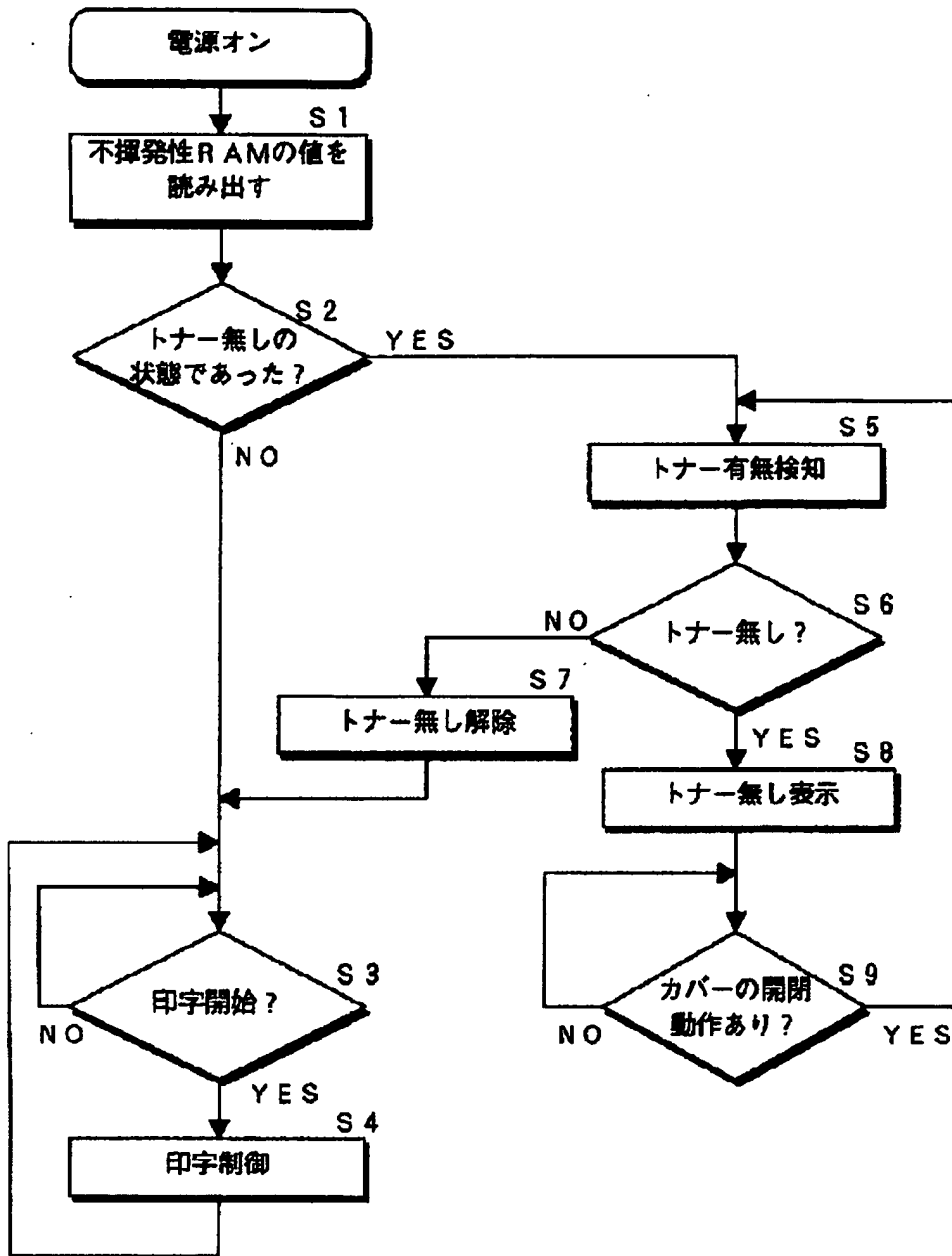 電源オン
S1
不揮発性RAMの値を
読み出す
S2
トナー無しの
状態であった?
YES
NO
S5
トナー有無検知
S6
トナー無し?
NO
S7
トナー無し解除
YES
S8
トナー無し表示
S3
印字開始?
NO
YES
S9
カバーの開閉
動作あり?
NO
YES
S4
印字制御